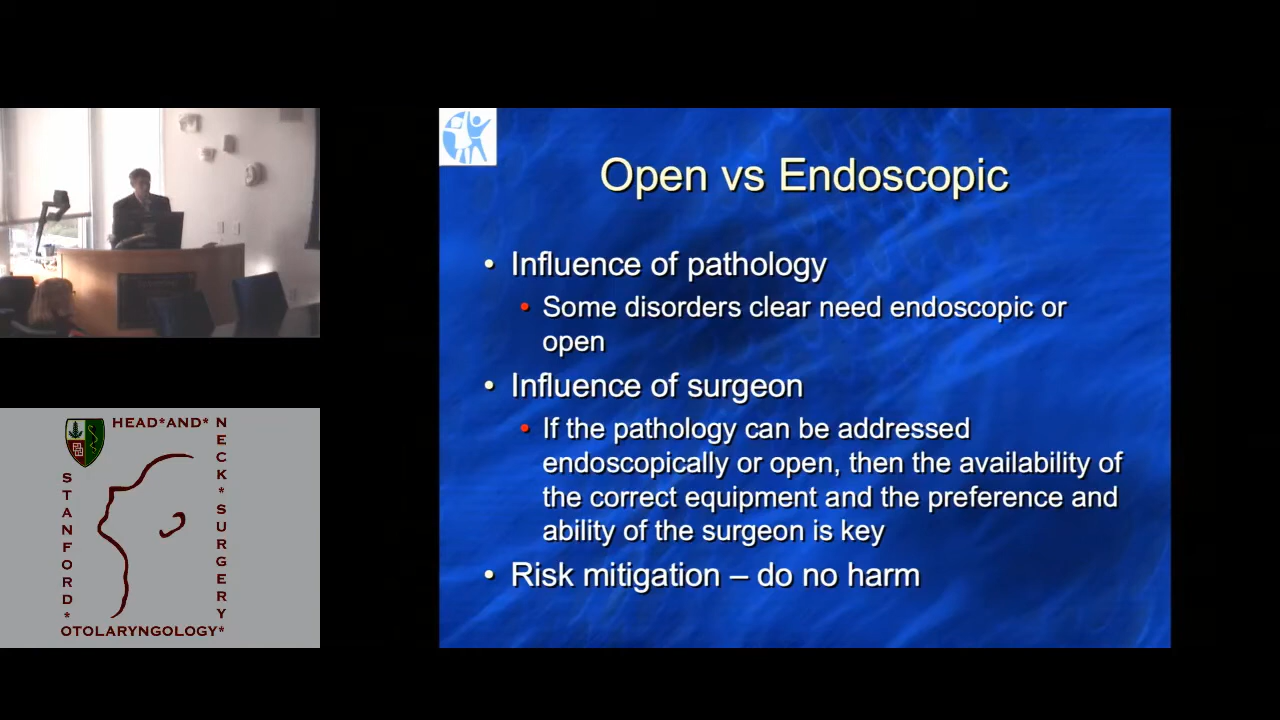 Open vs Endoscopic
• Influence of pathology
• Some disorders clear need endoscopic or
open
• Influence of surgeon
• If the pathology can be addressed
endoscopically or open, then the availability of
the correct equipment and the preference and
ability of the surgeon is key
• Risk mitigation – do no harm
HEAD*AND*
NECK*SURGERY*
STANFORD*
OTOLARYNGOLOGY*